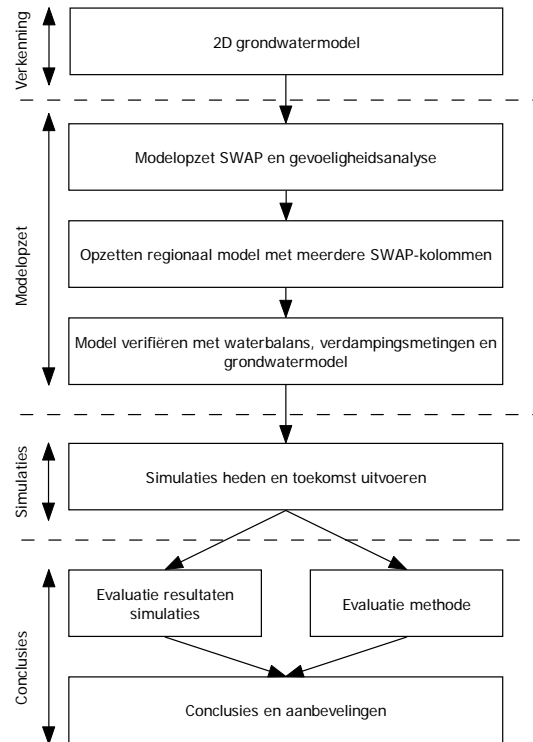 Verkenning
2D grondwatermodel
Modelopzet
Modelopzet SWAP en gevoeligheidsanalyse
Opzetten regionaal model met meerdere SWAP-kolommen
Model verifiëren met waterbalans, verdampingsmetingen en
grondwatermodel
Simulaties
Simulaties heden en toekomst uitvoeren
Conclusies
Evaluatie resultaten
simulaties
Evaluatie methode
Conclusies en aanbevelingen